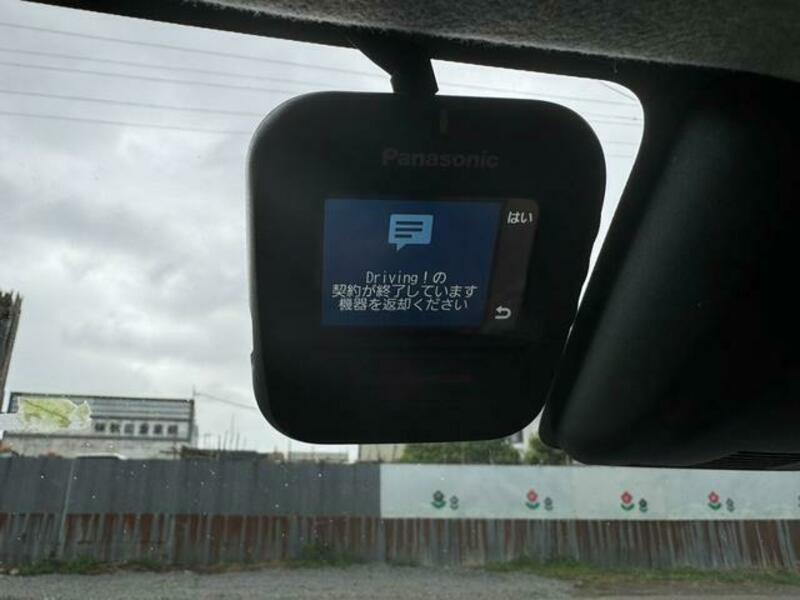 Panasonic
はい
Driving!の
契約が終了しています
機器を返却ください